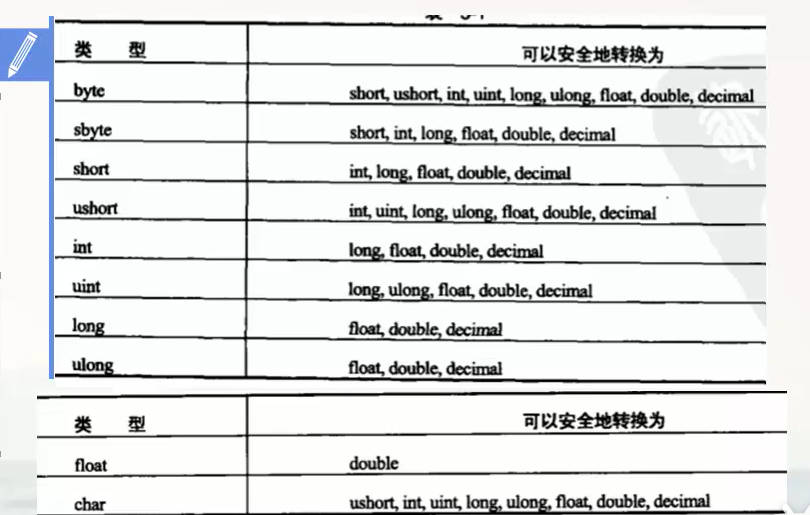 类 型 可以安全地转换为
byte short, ushort, int, uint, long, ulong, float, double, decimal
sbyte short, int, long, float, double, decimal
short int, long, float, double, decimal
ushort int, uint, long, ulong, float, double, decimal
int long, float, double, decimal
uint long, ulong, float, double, decimal
long float, double, decimal
ulong float, double, decimal
类 型 可以安全地转换为
float double
char ushort, int, uint, long, ulong, float, double, decimal